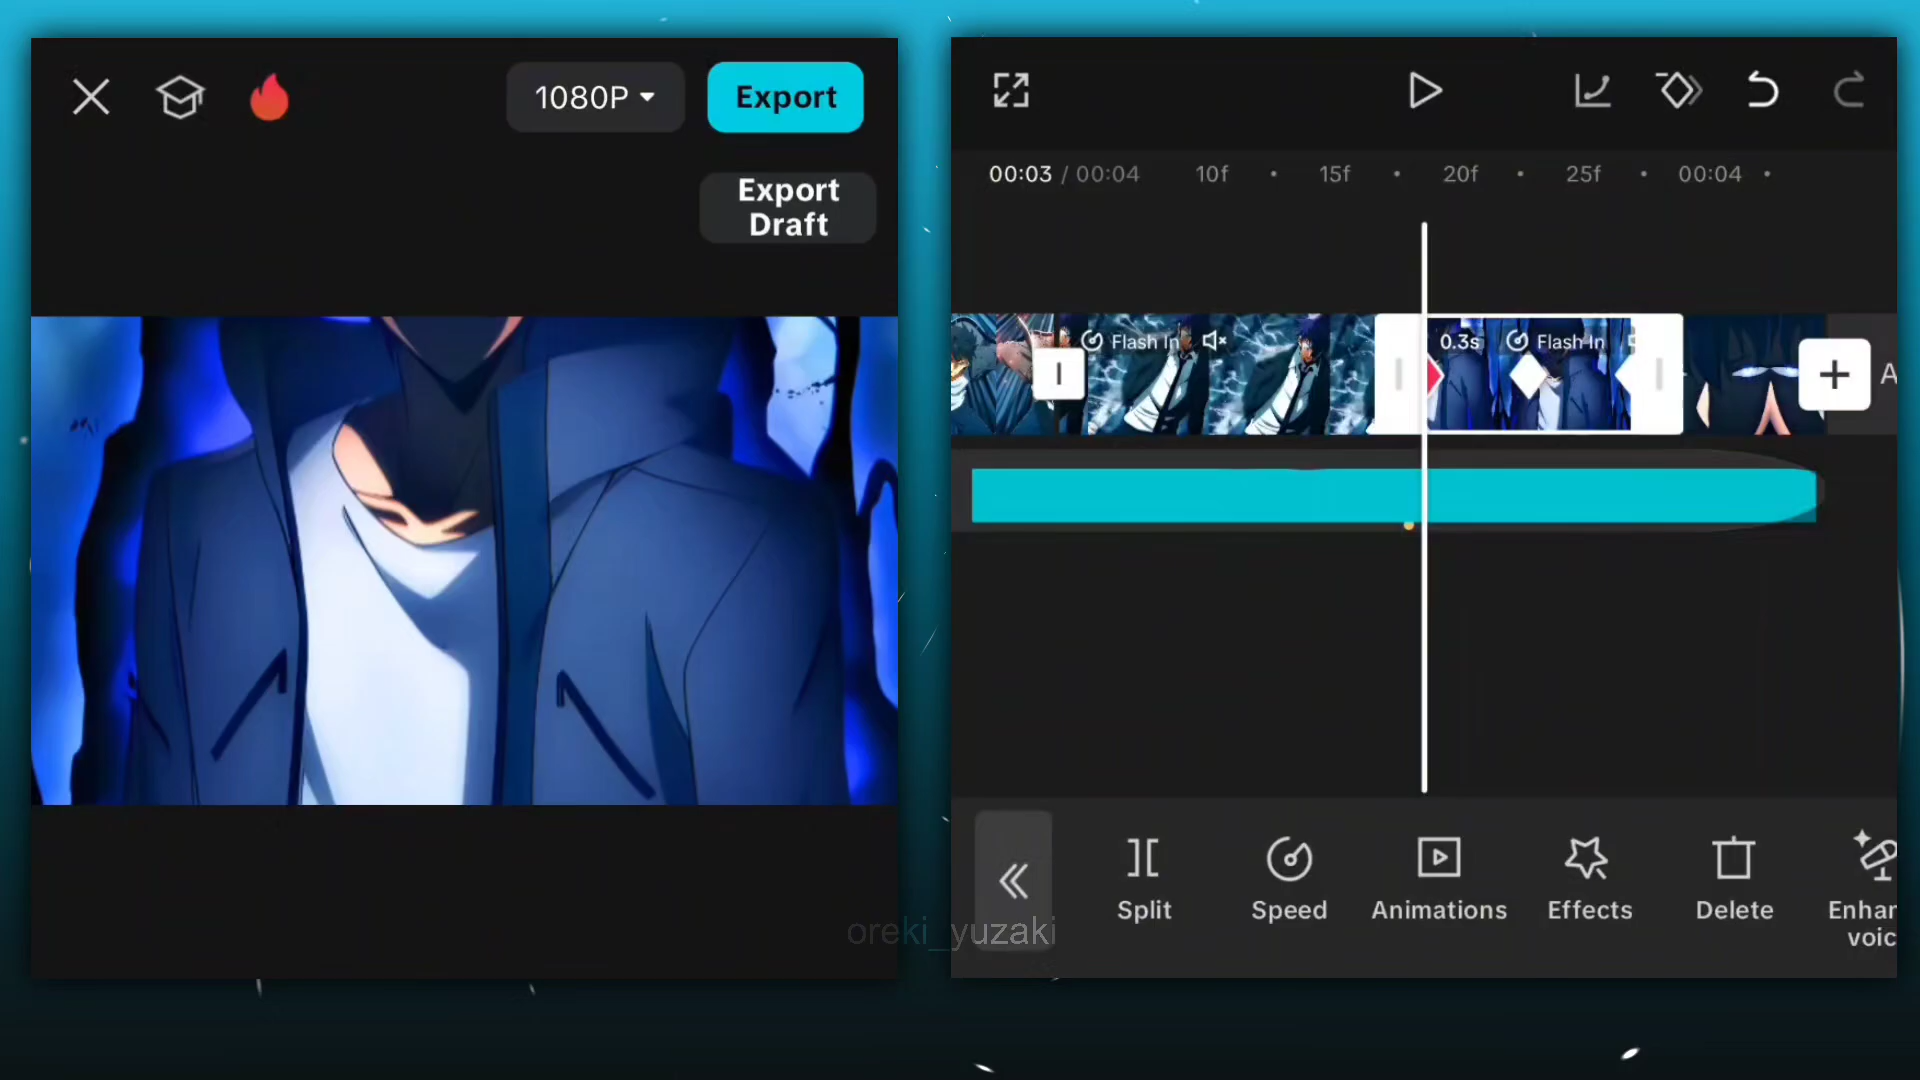 1080P
Export
Export
Draft
00:03 / 00:04
10f
15f
20f
25f
00:04
Flash In
0.3s
Flash In
A
Split
Speed
Animations
Effects
Delete
Enhan
voic
oreki_yuzaki